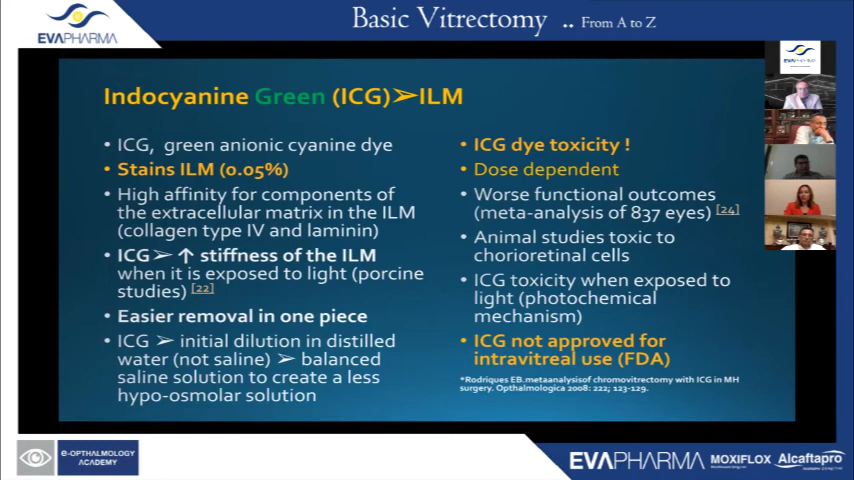 Basic Vitrectomy .. From A to Z
EVAPHARMA
Indocyanine Green (ICG)➢ILM
• ICG, green anionic cyanine dye
• Stains ILM (0.05%)
• High affinity for components of
the extracellular matrix in the ILM
(collagen type IV and laminin)
• ICG➢ ↑ stiffness of the ILM
when it is exposed to light (porcine
studies) [22]
• Easier removal in one piece
• ICG ➢ initial dilution in distilled
water (not saline) ➢ balanced
saline solution to create a less
hypo-osmolar solution
• ICG dye toxicity !
• Dose dependent
• Worse functional outcomes
(meta-analysis of 837 eyes) [24]
• Animal studies toxic to
chorioretinal cells
• ICG toxicity when exposed to
light (photochemical
mechanism)
• ICG not approved for
intravitreal use (FDA)
*Rodriques EB.metaanalysisof chromovitrectomy with ICG in MH
surgery. Opthalmologica 2008: 222; 123-129.
EVAPHARMA
e-OPTHALMOLOGY
ACADEMY
EVAPHARMA MOXIFLOX Alcaftapro